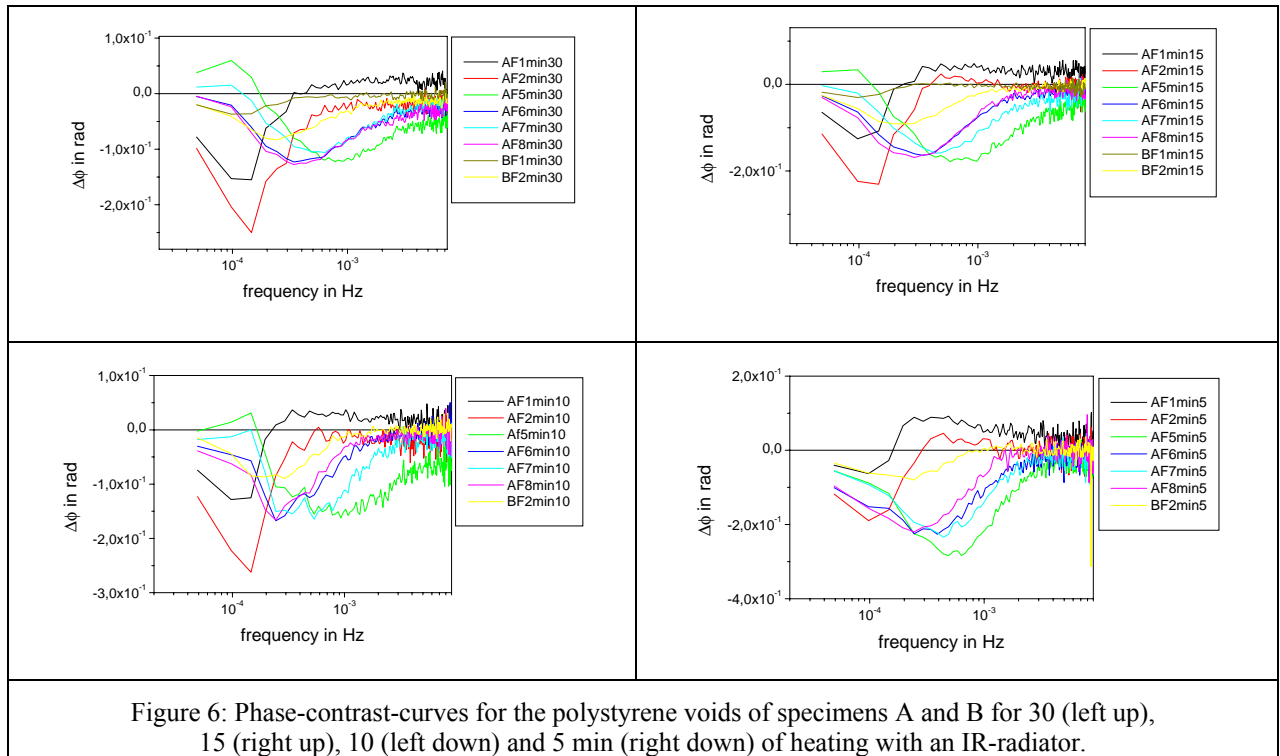 1,0x10⁻¹
0,0
-1,0x10⁻¹
-2,0x10⁻¹
Δϕ in rad
10⁻⁴ 10⁻³
frequency in Hz
AF1min30
AF2min30
AF5min30
AF6min30
AF7min30
AF8min30
BF1min30
BF2min30
0,0
-2,0x10⁻¹
Δϕ in rad
10⁻⁴ 10⁻³
frequency in Hz
AF1min15
AF2min15
AF5min15
AF6min15
AF7min15
AF8min15
BF1min15
BF2min15
1,0x10⁻¹
0,0
-1,0x10⁻¹
-2,0x10⁻¹
-3,0x10⁻¹
Δϕ in rad
10⁻⁴ 10⁻³
frequency in Hz
AF1min10
AF2min10
Af5min10
AF6min10
AF7min10
AF8min10
BF2min10
2,0x10⁻¹
0,0
-2,0x10⁻¹
-4,0x10⁻¹
Δϕ in rad
10⁻⁴ 10⁻³
frequency in Hz
AF1min5
AF2min5
AF5min5
AF6min5
AF7min5
AF8min5
BF2min5
Figure 6: Phase-contrast-curves for the polystyrene voids of specimens A and B for 30 (left up),
15 (right up), 10 (left down) and 5 min (right down) of heating with an IR-radiator.